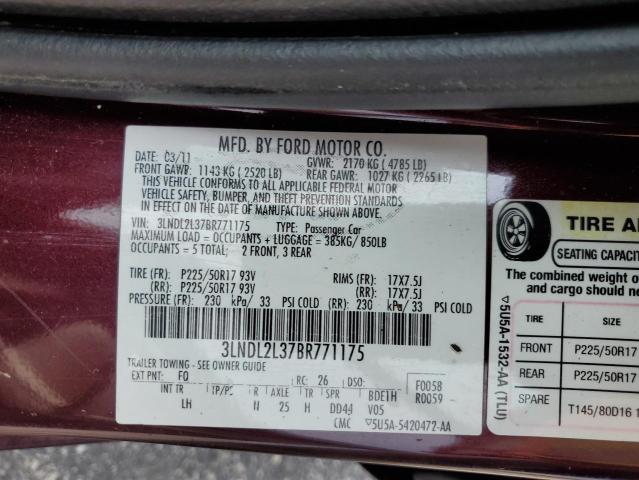 MFD. BY FORD MOTOR CO.
DATE: 03/11 GVWR: 2170 KG ( 4785 LB)
FRONT GAWR: 1143 KG ( 2520 LB) REAR GAWR: 1027 KG ( 2265 LB)
THIS VEHICLE CONFORMS TO ALL APPLICABLE FEDERAL MOTOR
VEHICLE SAFETY, BUMPER, AND THEFT PREVENTION STANDARDS
IN EFFECT ON THE DATE OF MANUFACTURE SHOWN ABOVE.
VIN: 3LNDL2L37BR771175 TYPE: Passenger Car
MAXIMUM LOAD = OCCUPANTS + LUGGAGE = 385KG/ 850LB
OCCUPANTS = 5 TOTAL: 2 FRONT, 3 REAR
TIRE (FR): P225/50R17 93V RIMS (FR): 17X7.5J
(RR): P225/50R17 93V (RR): 17X7.5J
PRESSURE (FR): 230 kPa/ 33 PSI COLD (RR): 230 kPa/ 33 PSI COLD
3LNDL2L37BR771175
TRAILER TOWING - SEE OWNER GUIDE
EXT PNT: FQ RC: 26 DSO: F0058
INT TR TP/PS AXLE TR SPR BDE1H R0059
LH N 25 H DD44 V05
CMC ▽5U5A-5420472-AA
TIRE
SEATING
The combined weight
and cargo should
▽5U5A-1532-AA (TLU)
TIRE
FRONT P225/50R17
REAR P225/50R17
SPARE T145/80D16